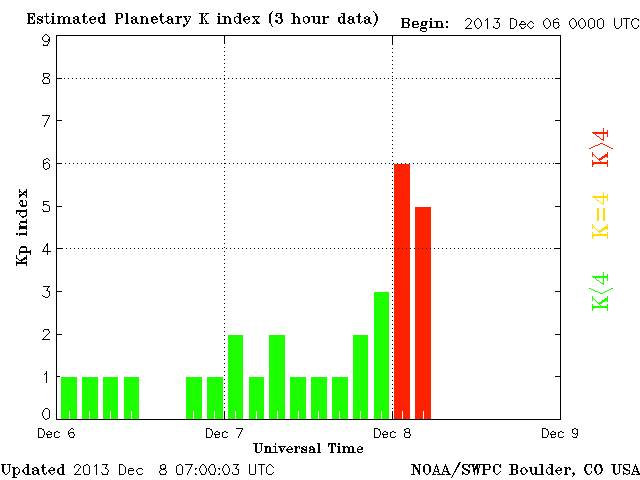 Estimated Planetary K index (3 hour data) Begin: 2013 Dec 06 0000 UTC
9
8
7
6
5
4
3
2
1
0
Kp index
K>4
K=4
K<4
Dec 6 Dec 7 Dec 8 Dec 9
Universal Time
Updated 2013 Dec 8 07:00:03 UTC NOAA/SWPC Boulder, CO USA